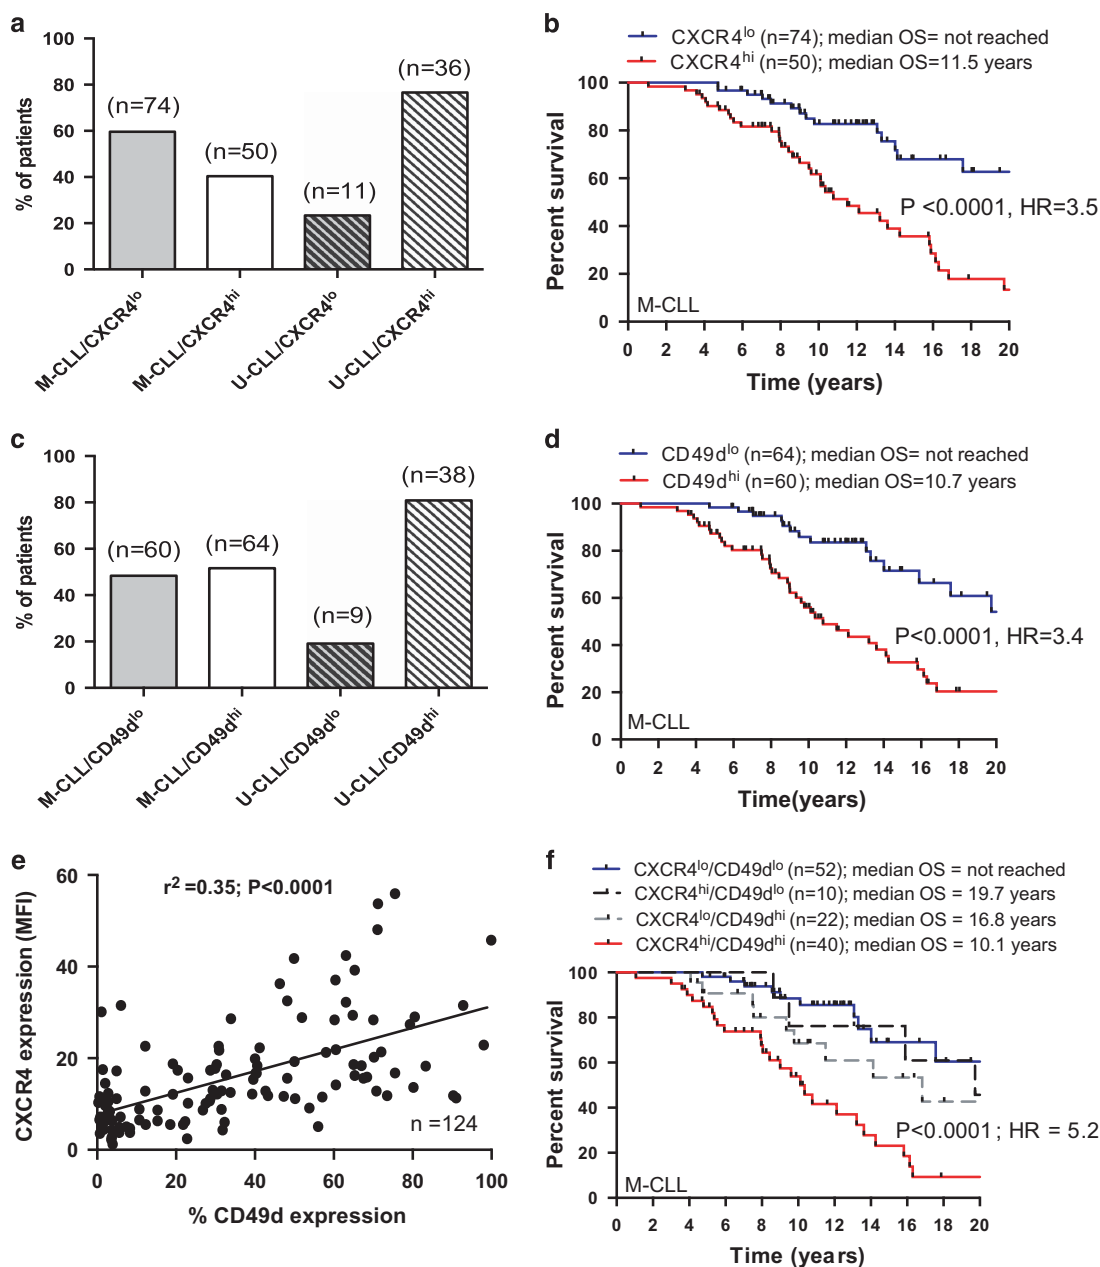 a
100
80
60
40
20
0
% of patients
(n=74)
(n=50)
(n=11)
(n=36)
M-CLL/CXCR4lo
M-CLL/CXCR4hi
U-CLL/CXCR4lo
U-CLL/CXCR4hi
b
CXCR4lo (n=74); median OS= not reached
CXCR4hi (n=50); median OS=11.5 years
100
80
60
40
20
0
Percent survival
P <0.0001, HR=3.5
M-CLL
0 2 4 6 8 10 12 14 16 18 20
Time (years)
c
100
80
60
40
20
0
% of patients
(n=60)
(n=64)
(n=9)
(n=38)
M-CLL/CD49dlo
M-CLL/CD49dhi
U-CLL/CD49dlo
U-CLL/CD49dhi
d
CD49dlo (n=64); median OS= not reached
CD49dhi (n=60); median OS=10.7 years
100
80
60
40
20
0
Percent survival
P<0.0001, HR=3.4
M-CLL
0 2 4 6 8 10 12 14 16 18 20
Time(years)
e
60
40
20
0
CXCR4 expression (MFI)
r2 =0.35; P<0.0001
n =124
0 20 40 60 80 100
% CD49d expression
f
CXCR4lo/CD49dlo (n=52); median OS = not reached
CXCR4hi/CD49dlo (n=10); median OS = 19.7 years
CXCR4lo/CD49dhi (n=22); median OS = 16.8 years
CXCR4hi/CD49dhi (n=40); median OS = 10.1 years
100
80
60
40
20
0
Percent survival
P<0.0001 ; HR = 5.2
M-CLL
0 2 4 6 8 10 12 14 16 18 20
Time (years)